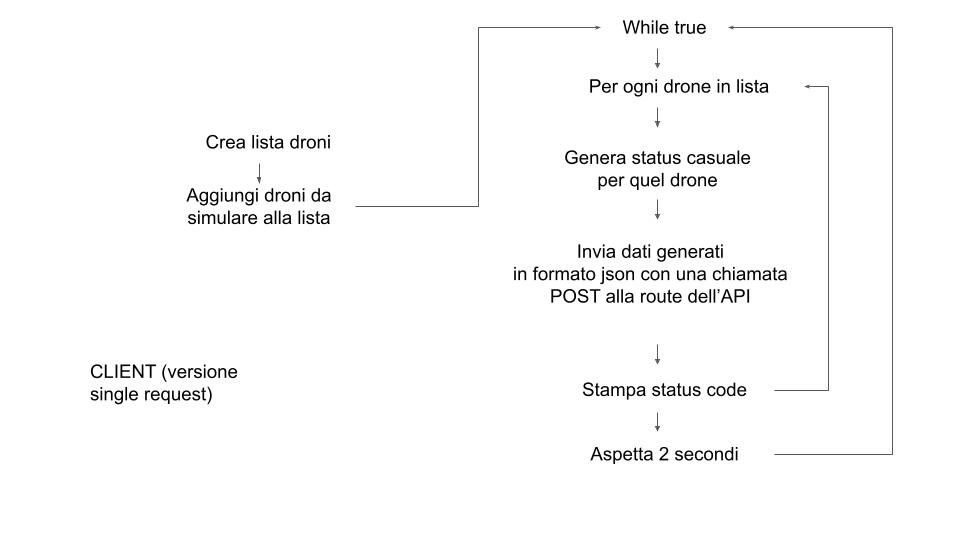 Crea lista droni
Aggiungi droni da
simulare alla lista
While true
Per ogni drone in lista
Genera status casuale
per quel drone
Invia dati generati
in formato json con una chiamata
POST alla route dell’API
Stampa status code
Aspetta 2 secondi
CLIENT (versione
single request)